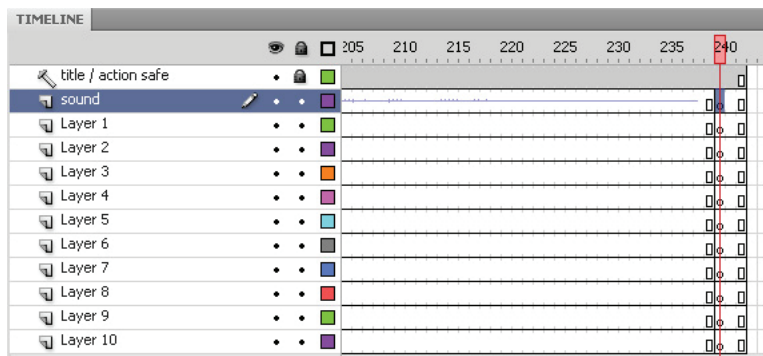 TIMELINE
205 210 215 220 225 230 235 240
title / action safe
sound
Layer 1
Layer 2
Layer 3
Layer 4
Layer 5
Layer 6
Layer 7
Layer 8
Layer 9
Layer 10